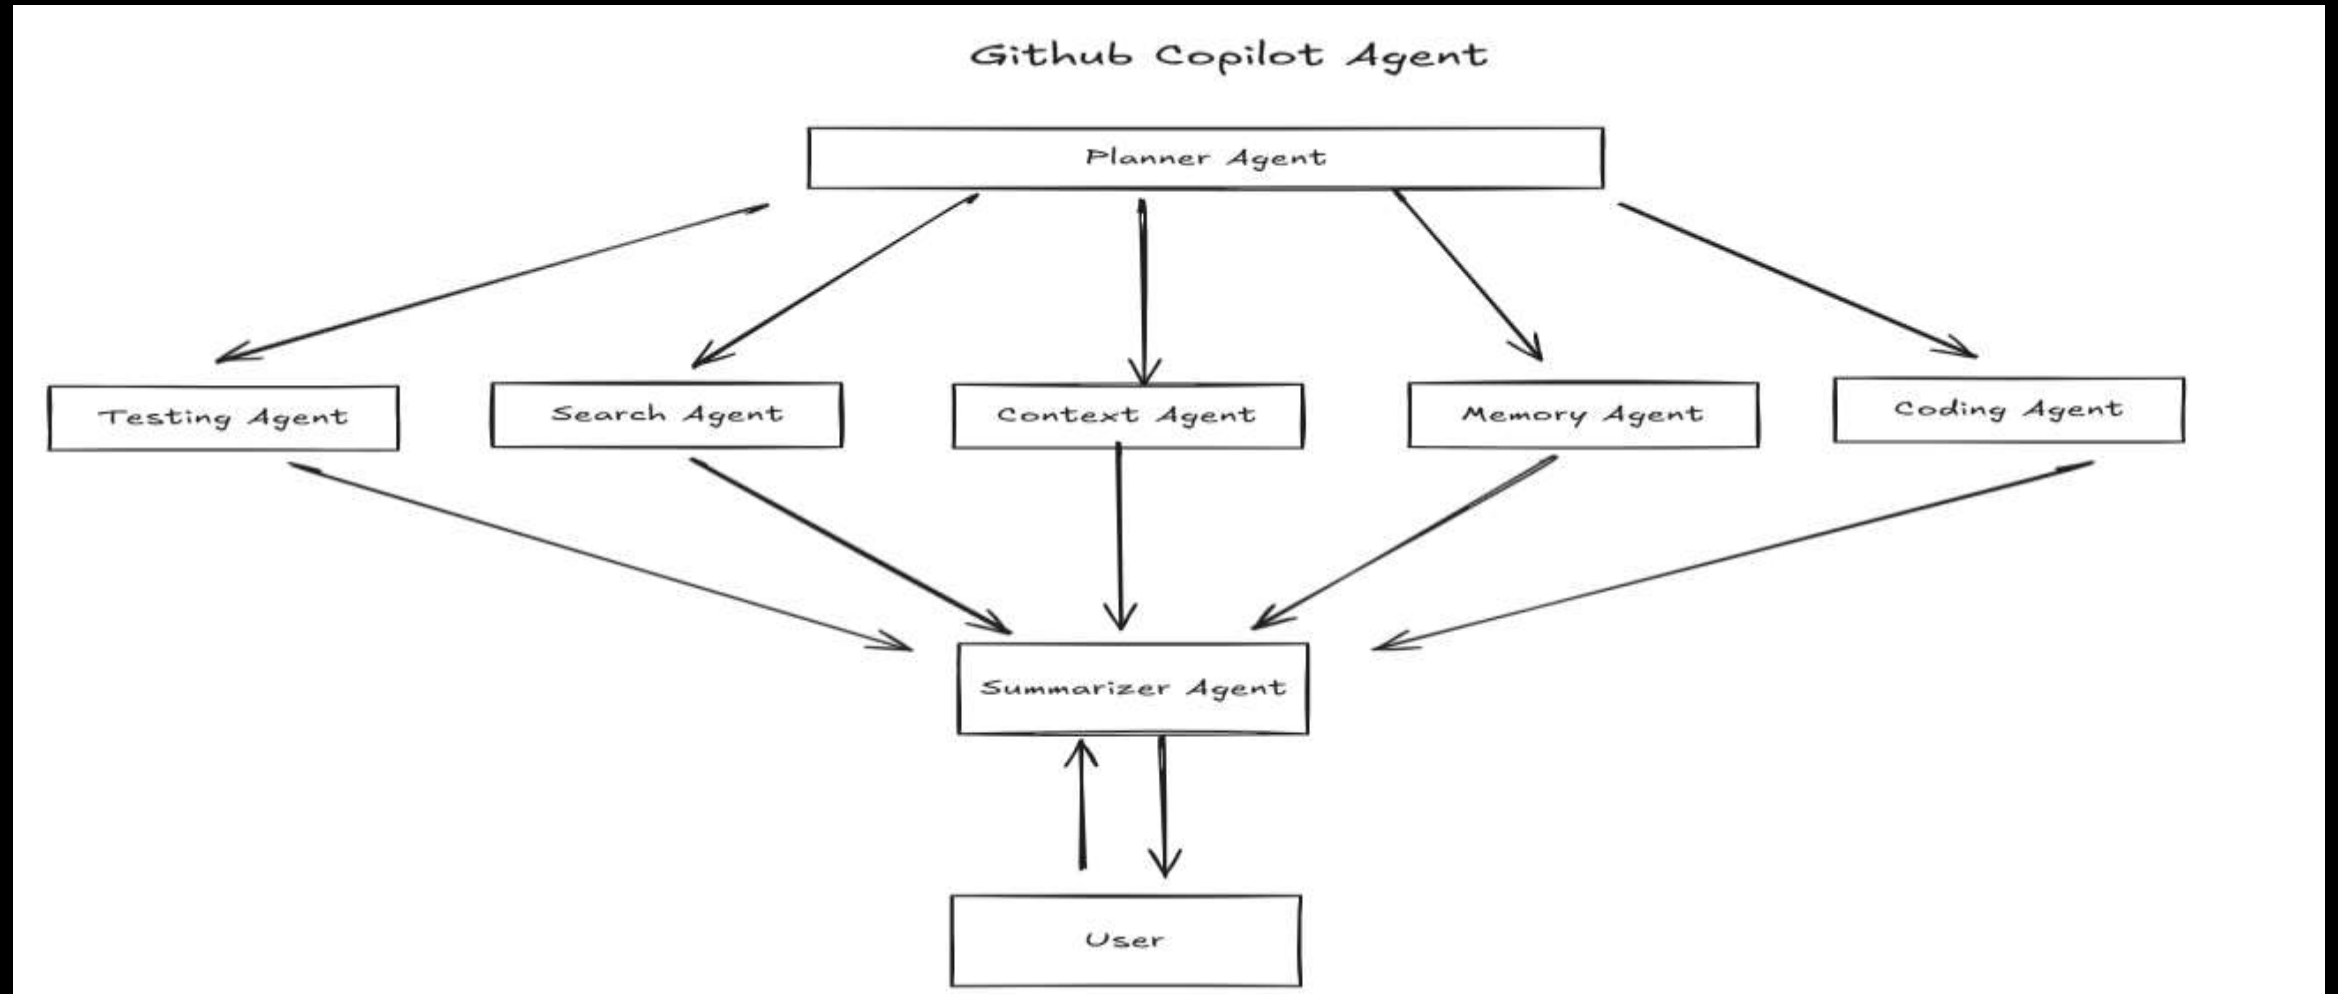 Github Copilot Agent
Planner Agent
Testing Agent
Search Agent
Context Agent
Memory Agent
Coding Agent
Summarizer Agent
User